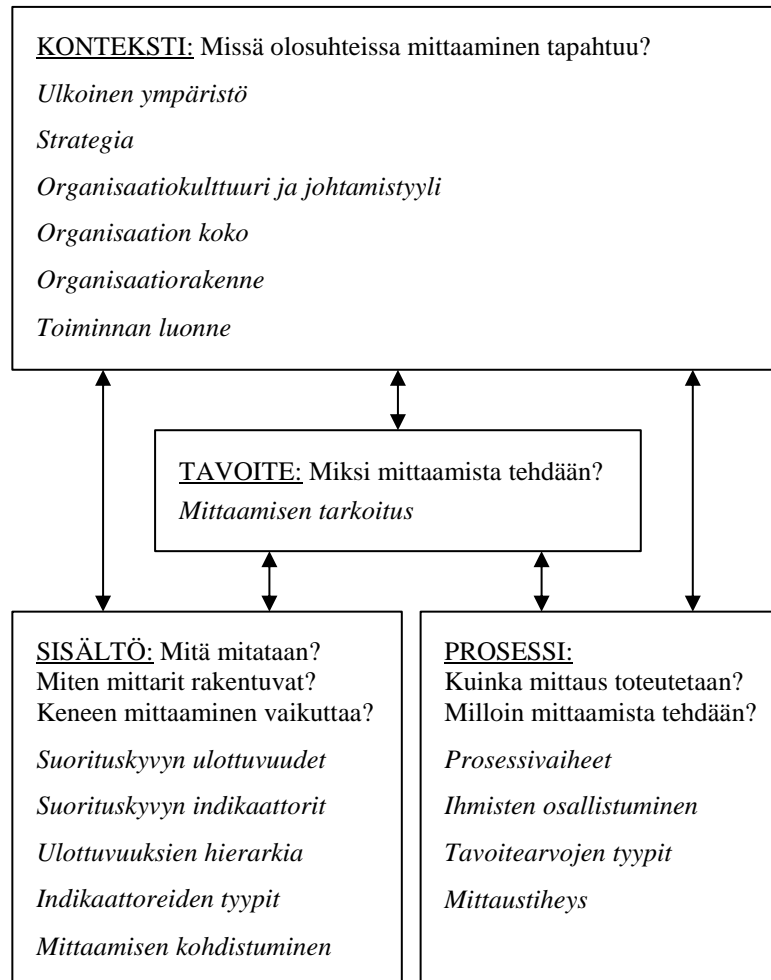 KONTEKSTI: Missä olosuhteissa mittaaminen tapahtuu?
Ulkoinen ympäristö
Strategia
Organisaatiokulttuuri ja johtamistyyli
Organisaation koko
Organisaatiorakenne
Toiminnan luonne
TAVOITE: Miksi mittaamista tehdään?
Mittaamisen tarkoitus
SISÄLTÖ: Mitä mitataan?
Miten mittarit rakentuvat?
Keneen mittaaminen vaikuttaa?
Suorituskyvyn ulottuvuudet
Suorituskyvyn indikaattorit
Ulottuvuuksien hierarkia
Indikaattoreiden tyypit
Mittaamisen kohdistuminen
PROSESSI:
Kuinka mittaus toteutetaan?
Milloin mittaamista tehdään?
Prosessivaiheet
Ihmisten osallistuminen
Tavoitearvojen tyypit
Mittaustiheys